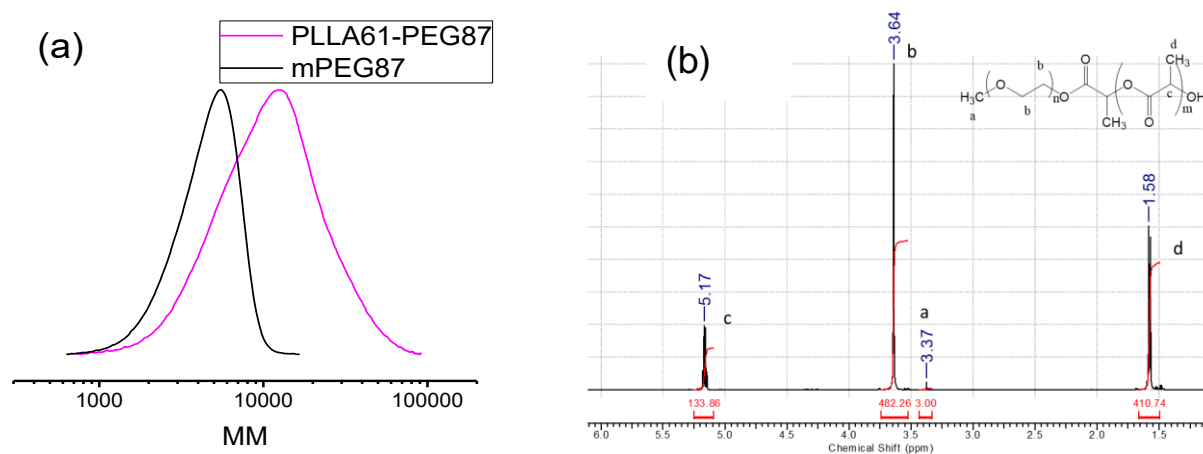 (a)
PLLA61-PEG87
mPEG87
1000
10000
100000
MM
(b)
3.64
b
5.17
c
a
3.37
1.58
d
H3C
a
O
b
b
n
O
O
CH3
O
O
d
CH3
c
m
OH
133.86
482.26
3.00
410.74
6.0
5.5
5.0
4.5
4.0
3.5
3.0
2.5
2.0
1.5
Chemical Shift (ppm)